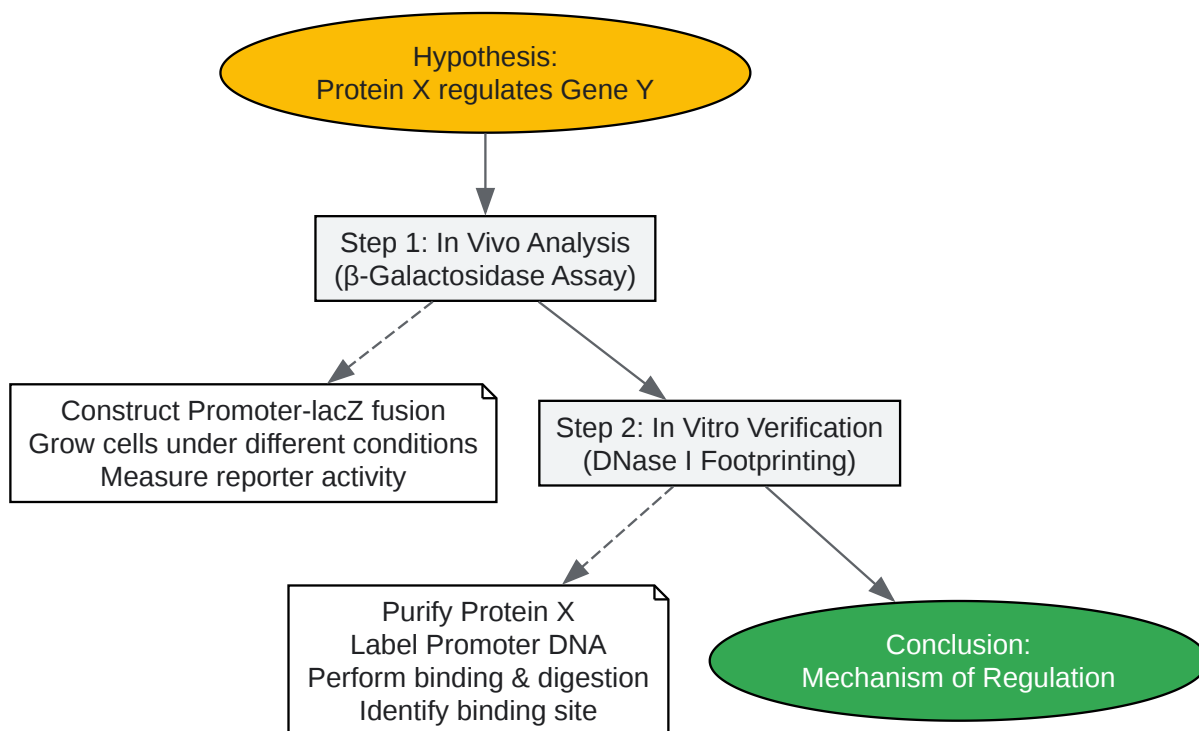 Hypothesis:
Protein X regulates Gene Y
Step 1: In Vivo Analysis
(β-Galactosidase Assay)
Construct Promoter-lacZ fusion
Grow cells under different conditions
Measure reporter activity
Step 2: In Vitro Verification
(DNase I Footprinting)
Purify Protein X
Label Promoter DNA
Perform binding & digestion
Identify binding site
Conclusion:
Mechanism of Regulation